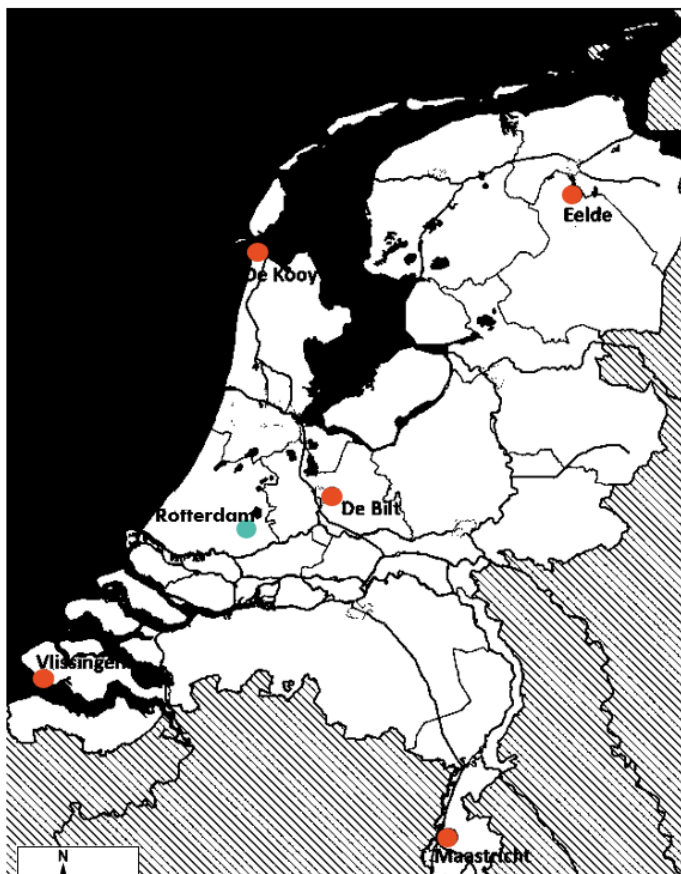 Eelde
De Kooy
De Bilt
Rotterdam
Vlissingen
Maastricht
N